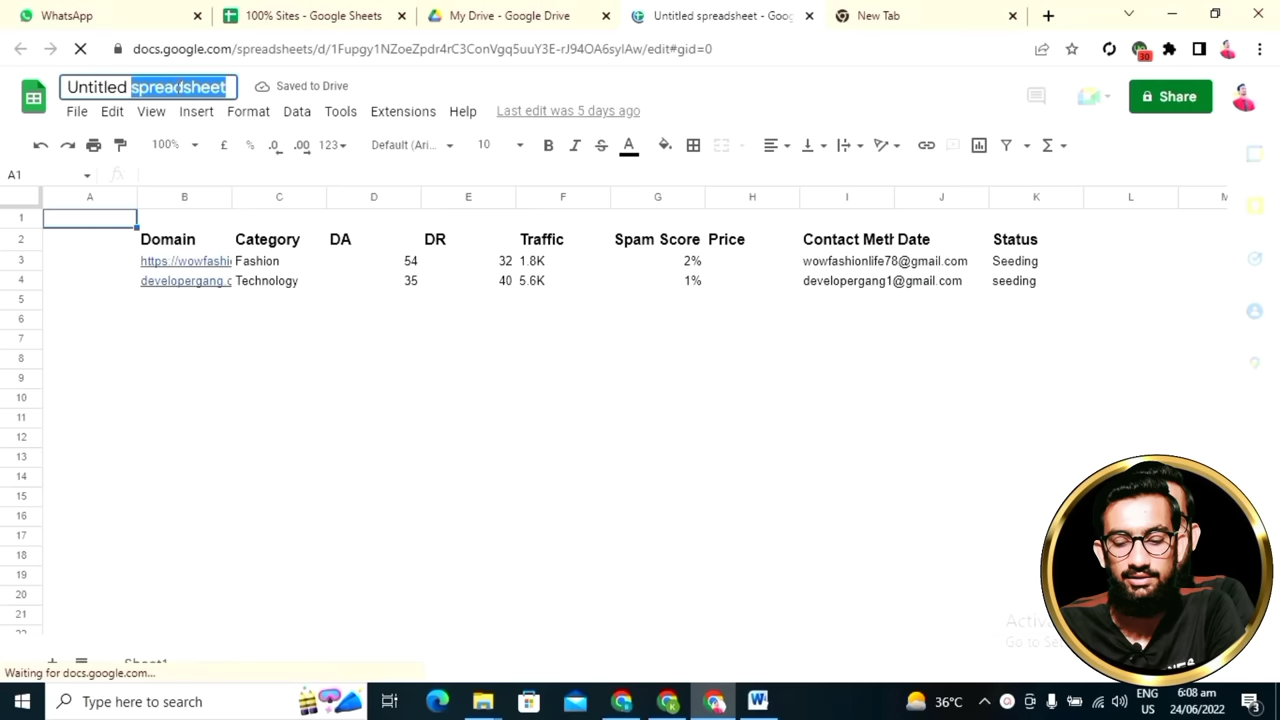 WhatsApp
100% Sites - Google Sheets
My Drive - Google Drive
Untitled spreadsheet - Goo
New Tab
docs.google.com/spreadsheets/d/1Fupgy1NZoeZpdr4rC3ConVgq5uuY3E-rJ94OA6sylAw/edit#gid=0
30
Untitled spreadsheet
Saved to Drive
Share
File Edit View Insert Format Data Tools Extensions Help Last edit was 5 days ago
100% £ % .0 .00 123 Default (Ari... 10 B I S A
A1 fx
A B C D E F G H I J K L M
1
2 Domain Category DA DR Traffic Spam Score Price Contact Meth Date Status
3 https://wowfashi Fashion 54 32 1.8K 2% wowfashionlife78@gmail.com Seeding
4 developergang.c Technology 35 40 5.6K 1% developergang1@gmail.com seeding
5
6
7
8
9
10
11
12
13
14
15
16
17
18
19
20
21
22
Sheet1
Waiting for docs.google.com...
Type here to search
36°C
ENG
US
6:08 am
24/06/2022
3